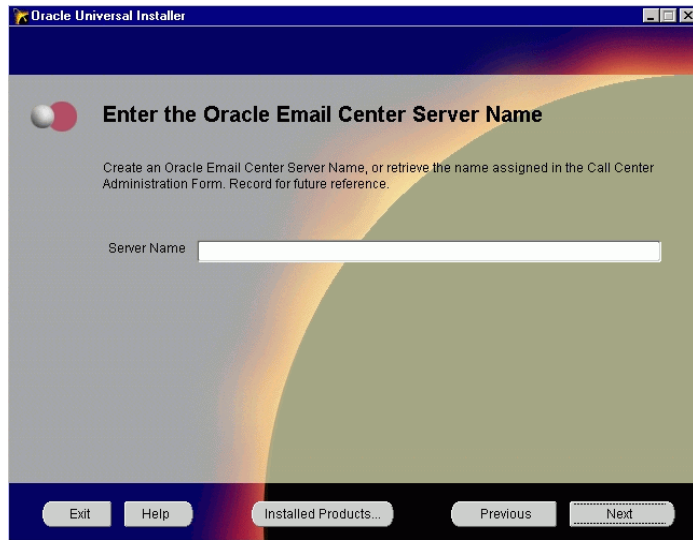 Oracle Universal Installer
Enter the Oracle Email Center Server Name
Create an Oracle Email Center Server Name, or retrieve the name assigned in the Call Center
Administration Form. Record for future reference.
Server Name
Exit Help Installed Products... Previous Next